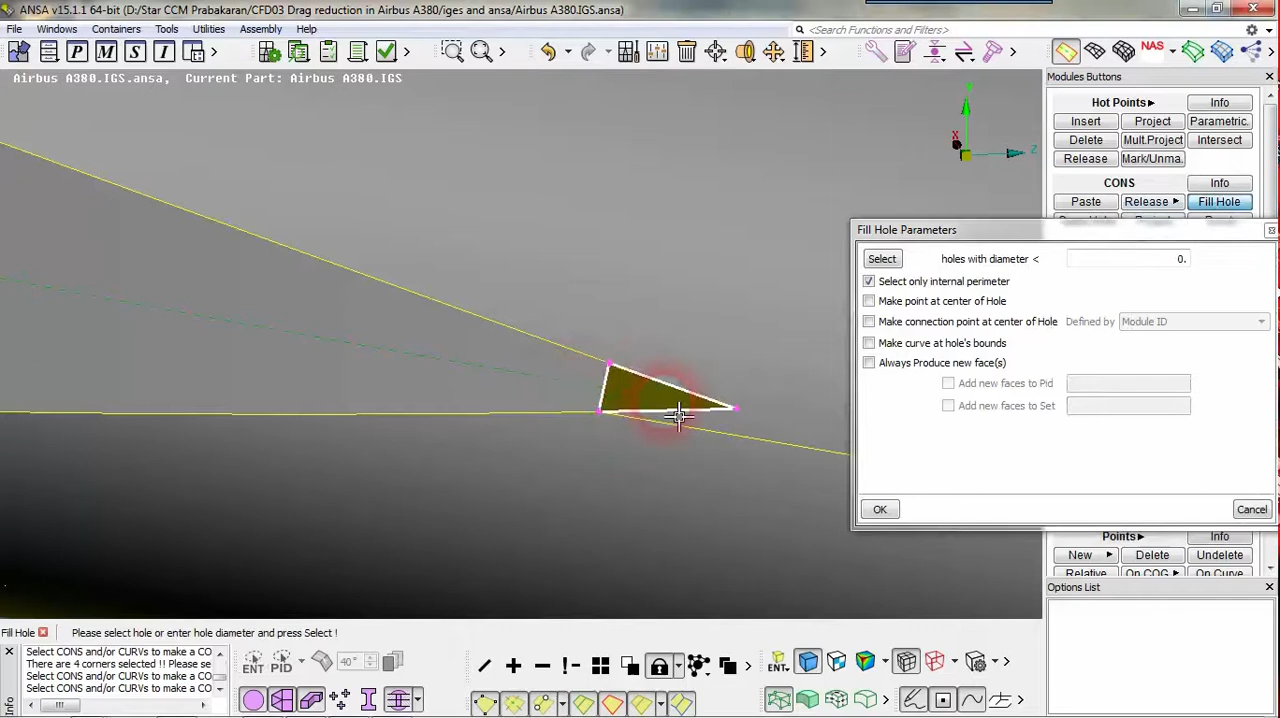 ANSA v15.1.1 64-bit (D:/Star CCM Prabakaran/CFD03 Drag reduction in Airbus A380/iges and ansa/Airbus A380.IGS.ansa)
File Windows Containers Tools Utilities Assembly Help
<Search Functions and Filters>
P M S I
NAS
Airbus A380.IGS.ansa, Current Part: Airbus A380.IGS
X
Z
Modules Buttons
Hot Points Info
Insert Project Parametric.
Delete Mult.Project Intersect
Release Mark/Unma.
CONS Info
Paste Release Fill Hole
Fill Hole Parameters
Select holes with diameter < 0.
Select only internal perimeter
Make point at center of Hole
Make connection point at center of Hole Defined by Module ID
Make curve at hole's bounds
Always Produce new face(s)
Add new faces to Pid
Add new faces to Set
OK Cancel
Points Info
New Delete Undelete
Relative On COG On Curve
Options List
Fill Hole Please select hole or enter hole diameter and press Select !
Info
Select CONS and/or CURVs to make a CO
There are 4 corners selected !! Please se
Select CONS and/or CURVs to make a CO
Select CONS and/or CURVs to make a CO
ENT PID 40° ENT